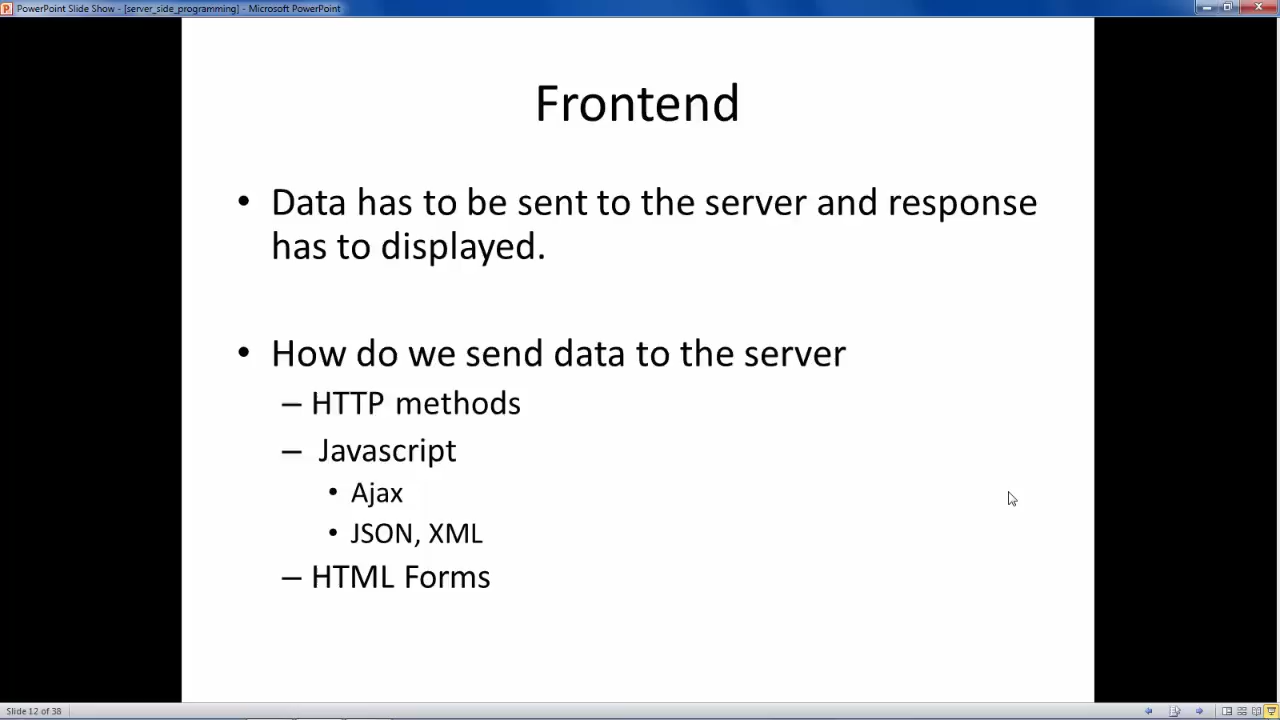 PowerPoint Slide Show - [server_side_programming] - Microsoft PowerPoint
Frontend
• Data has to be sent to the server and response
has to displayed.
• How do we send data to the server
– HTTP methods
– Javascript
• Ajax
• JSON, XML
– HTML Forms
Slide 12 of 38